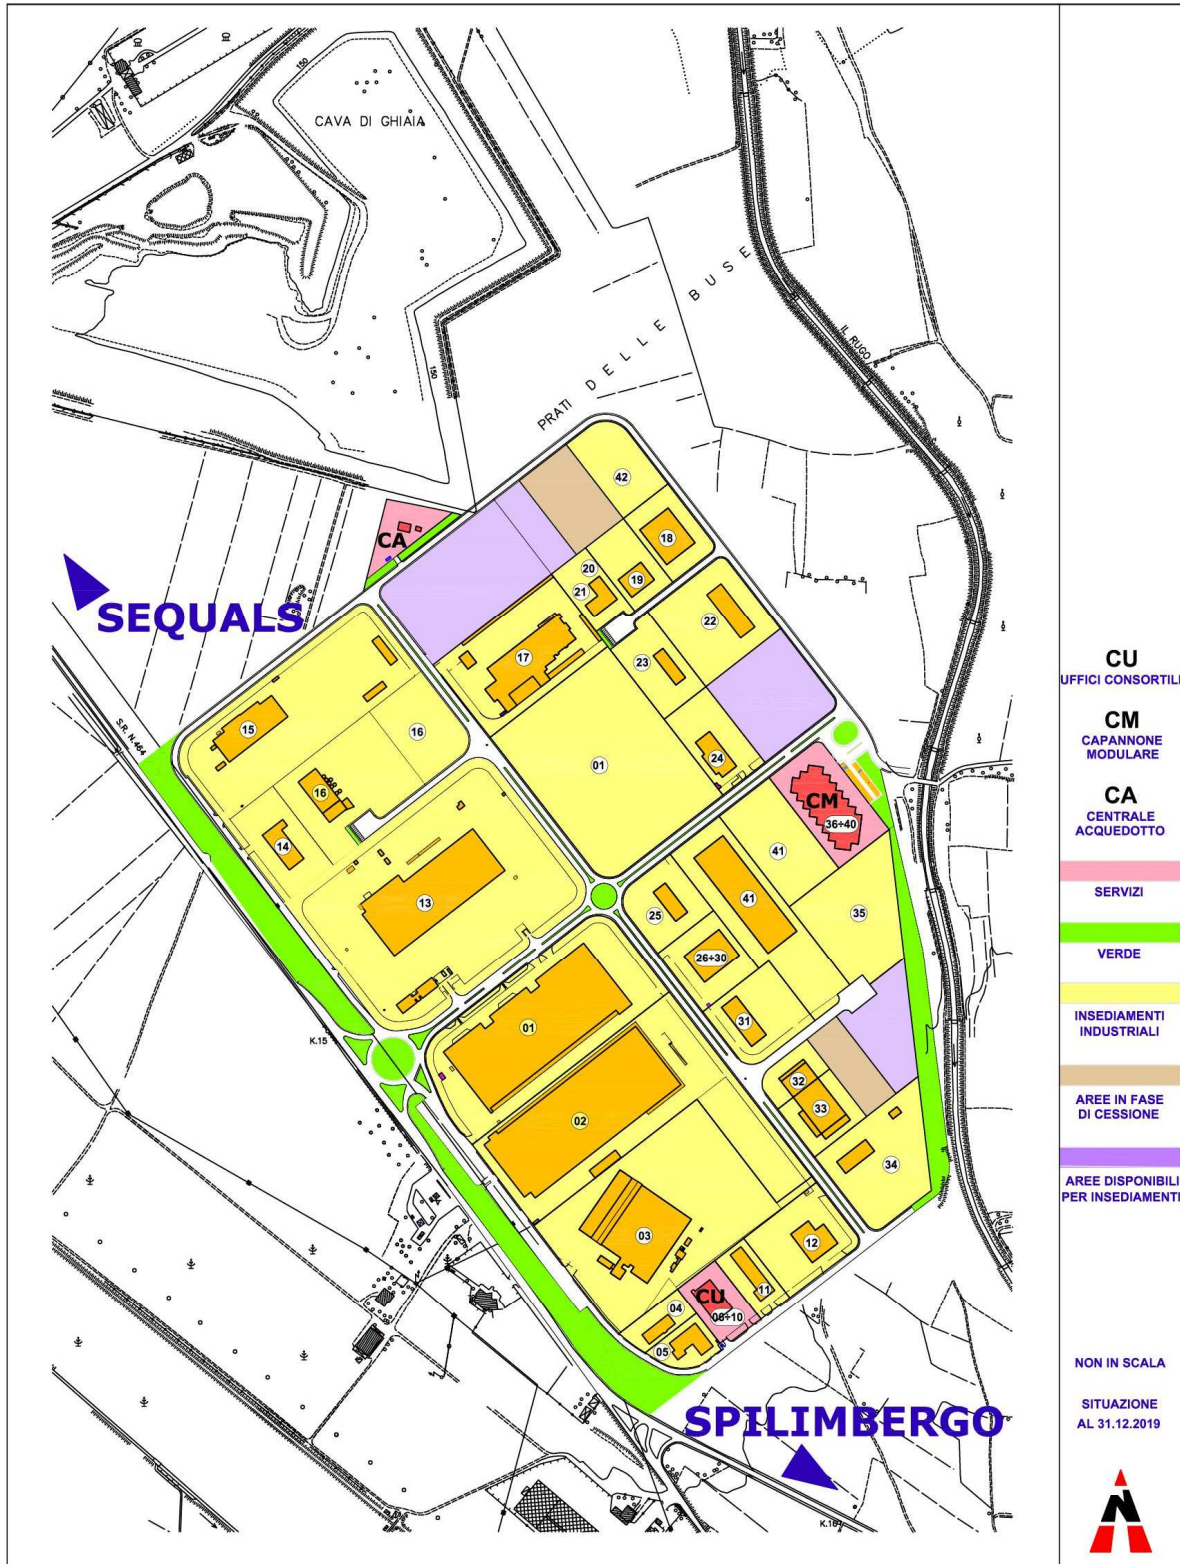 150
CAVA DI GHIAIA
150
PRATI DELLE BUSE
IL RUGO
CA
SEQUALS
S.R. N.464
42
18
20
19
21
22
17
23
15
16
24
01
16
14
CM
36÷40
41
13
41
35
25
26÷30
31
01
K.15
32
02
33
34
03
12
11
CU
04
05
SPILIMBERGO
K.16
CU
UFFICI CONSORTILI
CM
CAPANNONE
MODULARE
CA
CENTRALE
ACQUEDOTTO
SERVIZI
VERDE
INSEDIAMENTI
INDUSTRIALI
AREE IN FASE
DI CESSIONE
AREE DISPONIBILI
PER INSEDIAMENTI
NON IN SCALA
SITUAZIONE
AL 31.12.2019
N